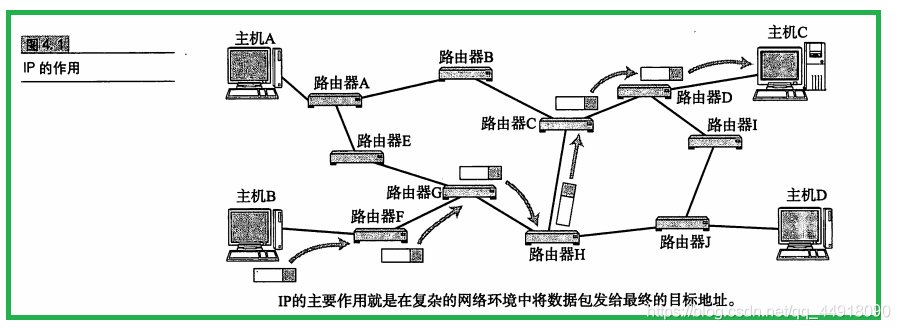 图4.1
IP的作用
主机A
主机C
路由器B
路由器A
路由器D
路由器C
路由器I
路由器E
路由器G
主机B
主机D
路由器F
路由器H
路由器J
IP的主要作用就是在复杂的网络环境中将数据包发给最终的目标地址。
https://blog.csdn.net/qq_44918090